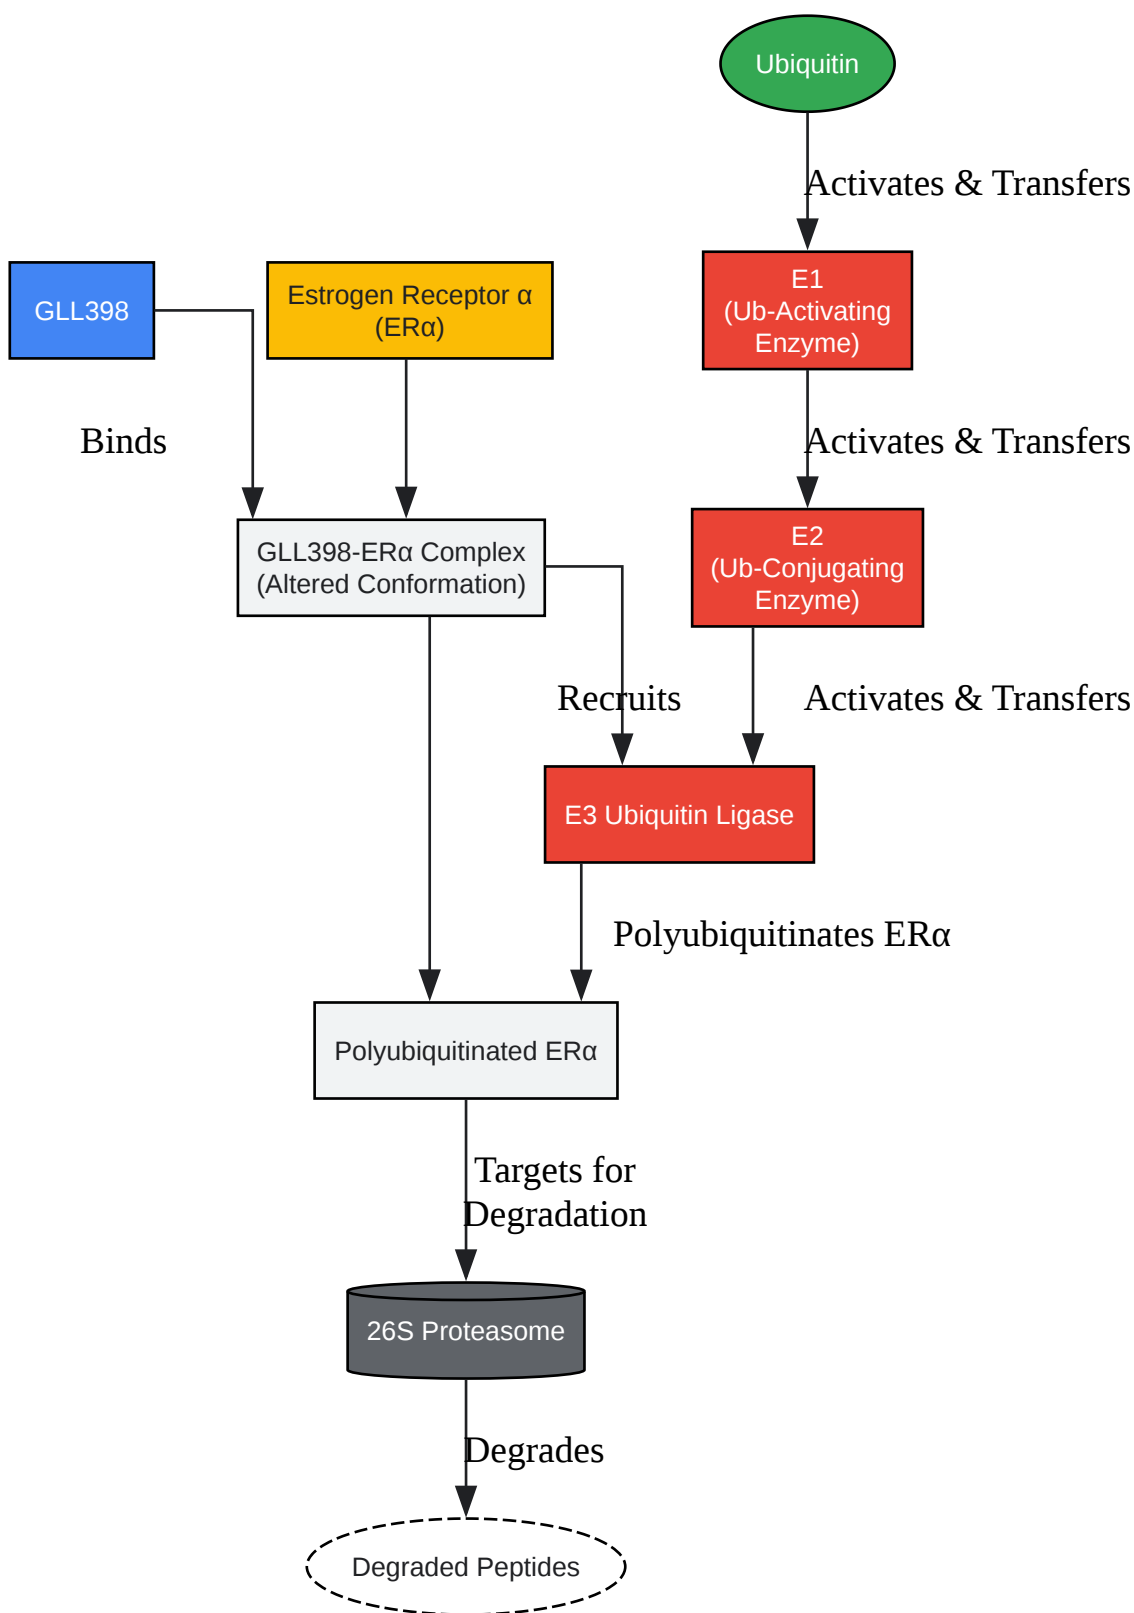 Ubiquitin
Activates & Transfers
GLL398
Estrogen Receptor α
(ERα)
E1
(Ub-Activating
Enzyme)
Binds
Activates & Transfers
GLL398-ERα Complex
(Altered Conformation)
E2
(Ub-Conjugating
Enzyme)
Recruits
Activates & Transfers
E3 Ubiquitin Ligase
Polyubiquitinates ERα
Polyubiquitinated ERα
Targets for
Degradation
26S Proteasome
Degrades
Degraded Peptides